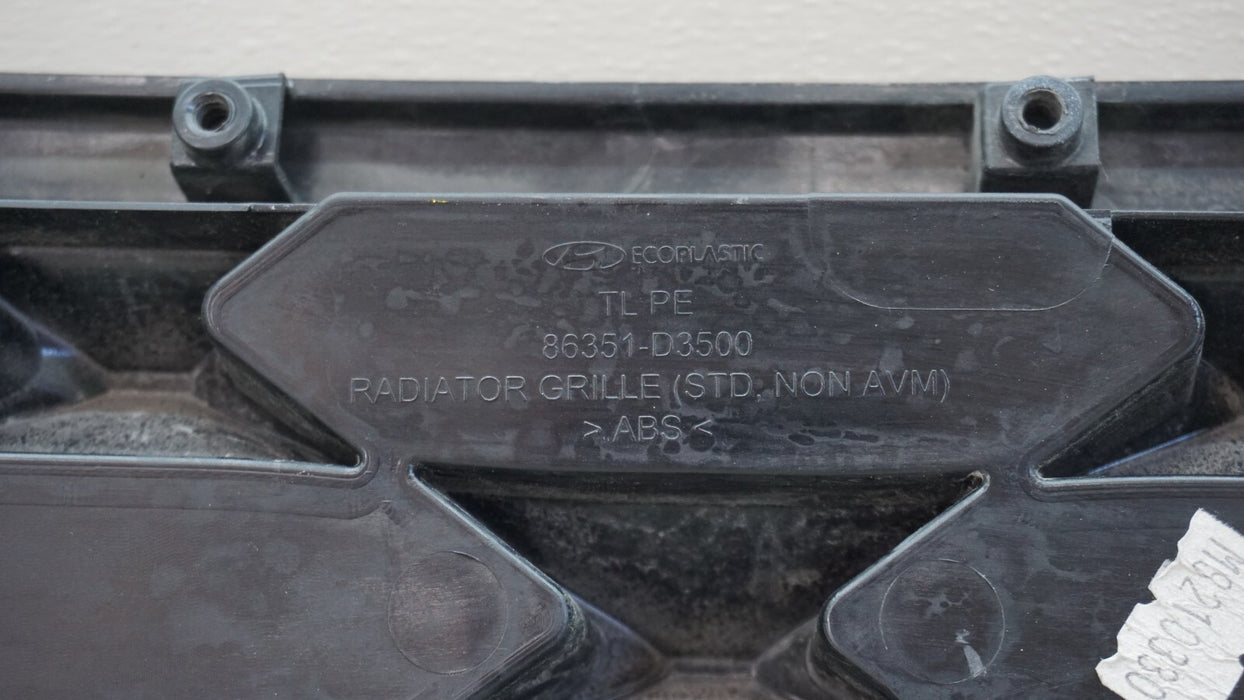 ECOPLASTIC
TL PE
86351-D3500
RADIATOR GRILLE (STD, NON AVM)
> ABS <